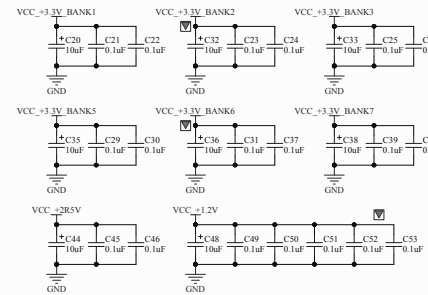 VCC_+3.3V_BANK1 VCC_+3.3V_BANK2 VCC_+3.3V_BANK3
+ C20 C21 C22 + C32 C23 C24 + C33 C25
10uF 0.1uF 0.1uF 10uF 0.1uF 0.1uF 10uF 0.1uF
GND GND GND
VCC_+3.3V_BANK5 VCC_+3.3V_BANK6 VCC_+3.3V_BANK7
+ C35 C29 C30 + C36 C31 C37 + C38 C39
10uF 0.1uF 0.1uF 10uF 0.1uF 0.1uF 10uF 0.1uF
GND GND GND
VCC_+2R5V VCC_+1.2V
+ C44 C45 C46 + C48 C49 C50 C51 C52 C53
10uF 0.1uF 0.1uF 10uF 0.1uF 0.1uF 0.1uF 0.1uF 0.1uF
GND GND